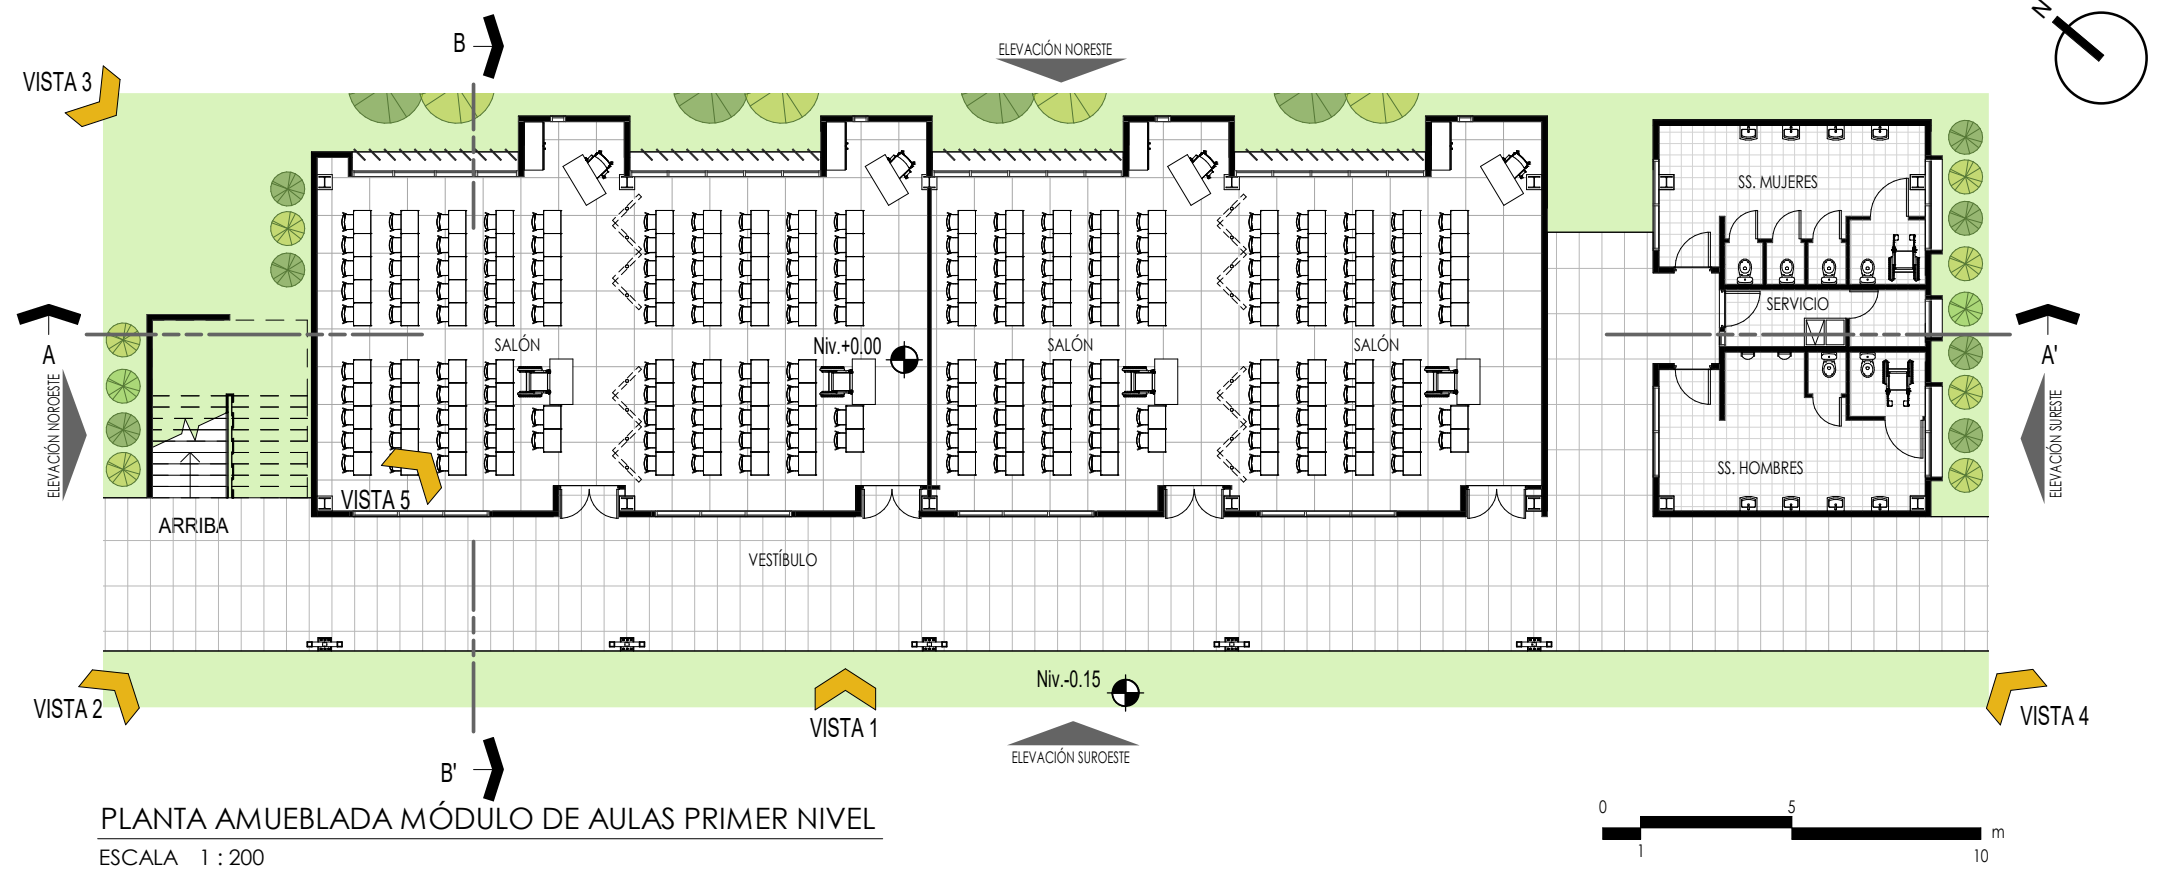 N
B
ELEVACIÓN NORESTE
VISTA 3
SS. MUJERES
SERVICIO
A
SALÓN
Niv.+0.00
SALÓN
SALÓN
A'
ELEVACIÓN NOROESTE
ELEVACIÓN SURESTE
SS. HOMBRES
VISTA 5
ARRIBA
VESTÍBULO
Niv.-0.15
VISTA 2
VISTA 1
VISTA 4
ELEVACIÓN SUROESTE
B'
PLANTA AMUEBLADA MÓDULO DE AULAS PRIMER NIVEL
ESCALA 1 : 200
0 5
m
1 10